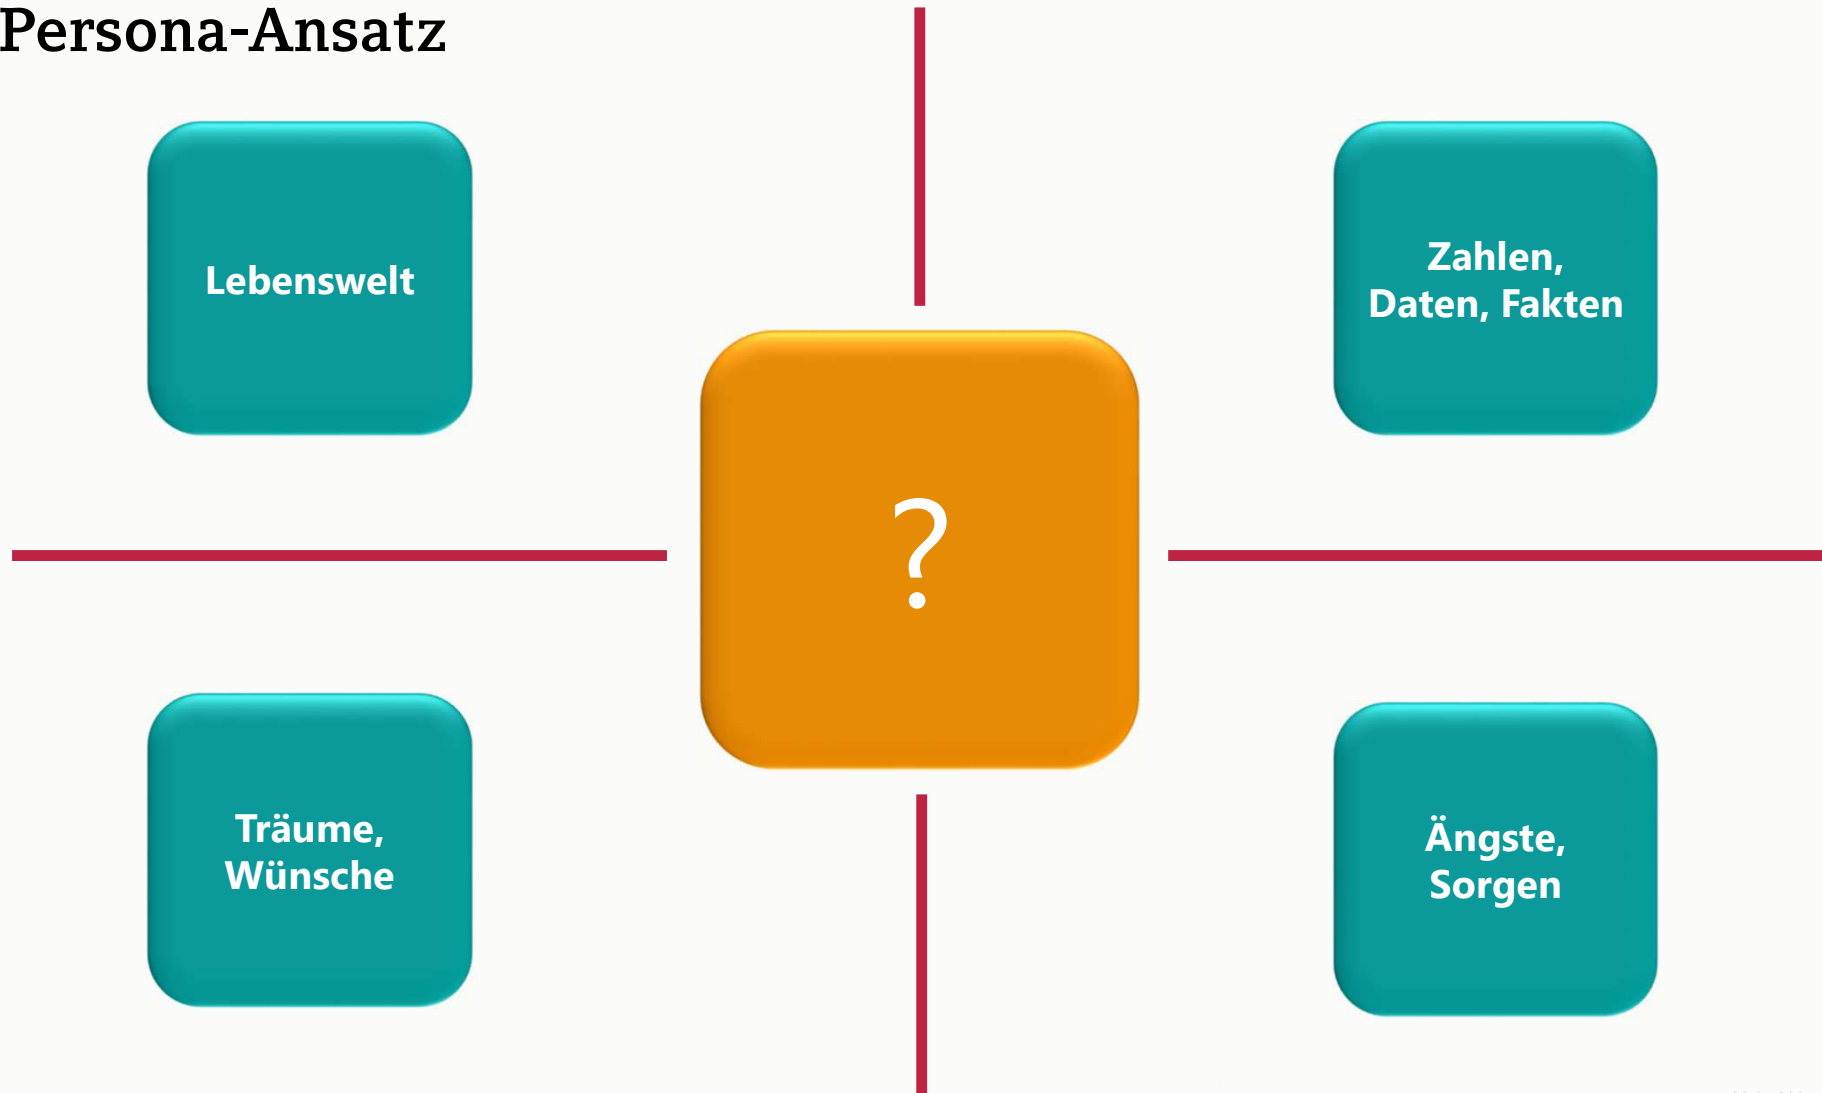 Persona-Ansatz
Lebenswelt
Zahlen,
Daten, Fakten
?
Träume,
Wünsche
Ängste,
Sorgen